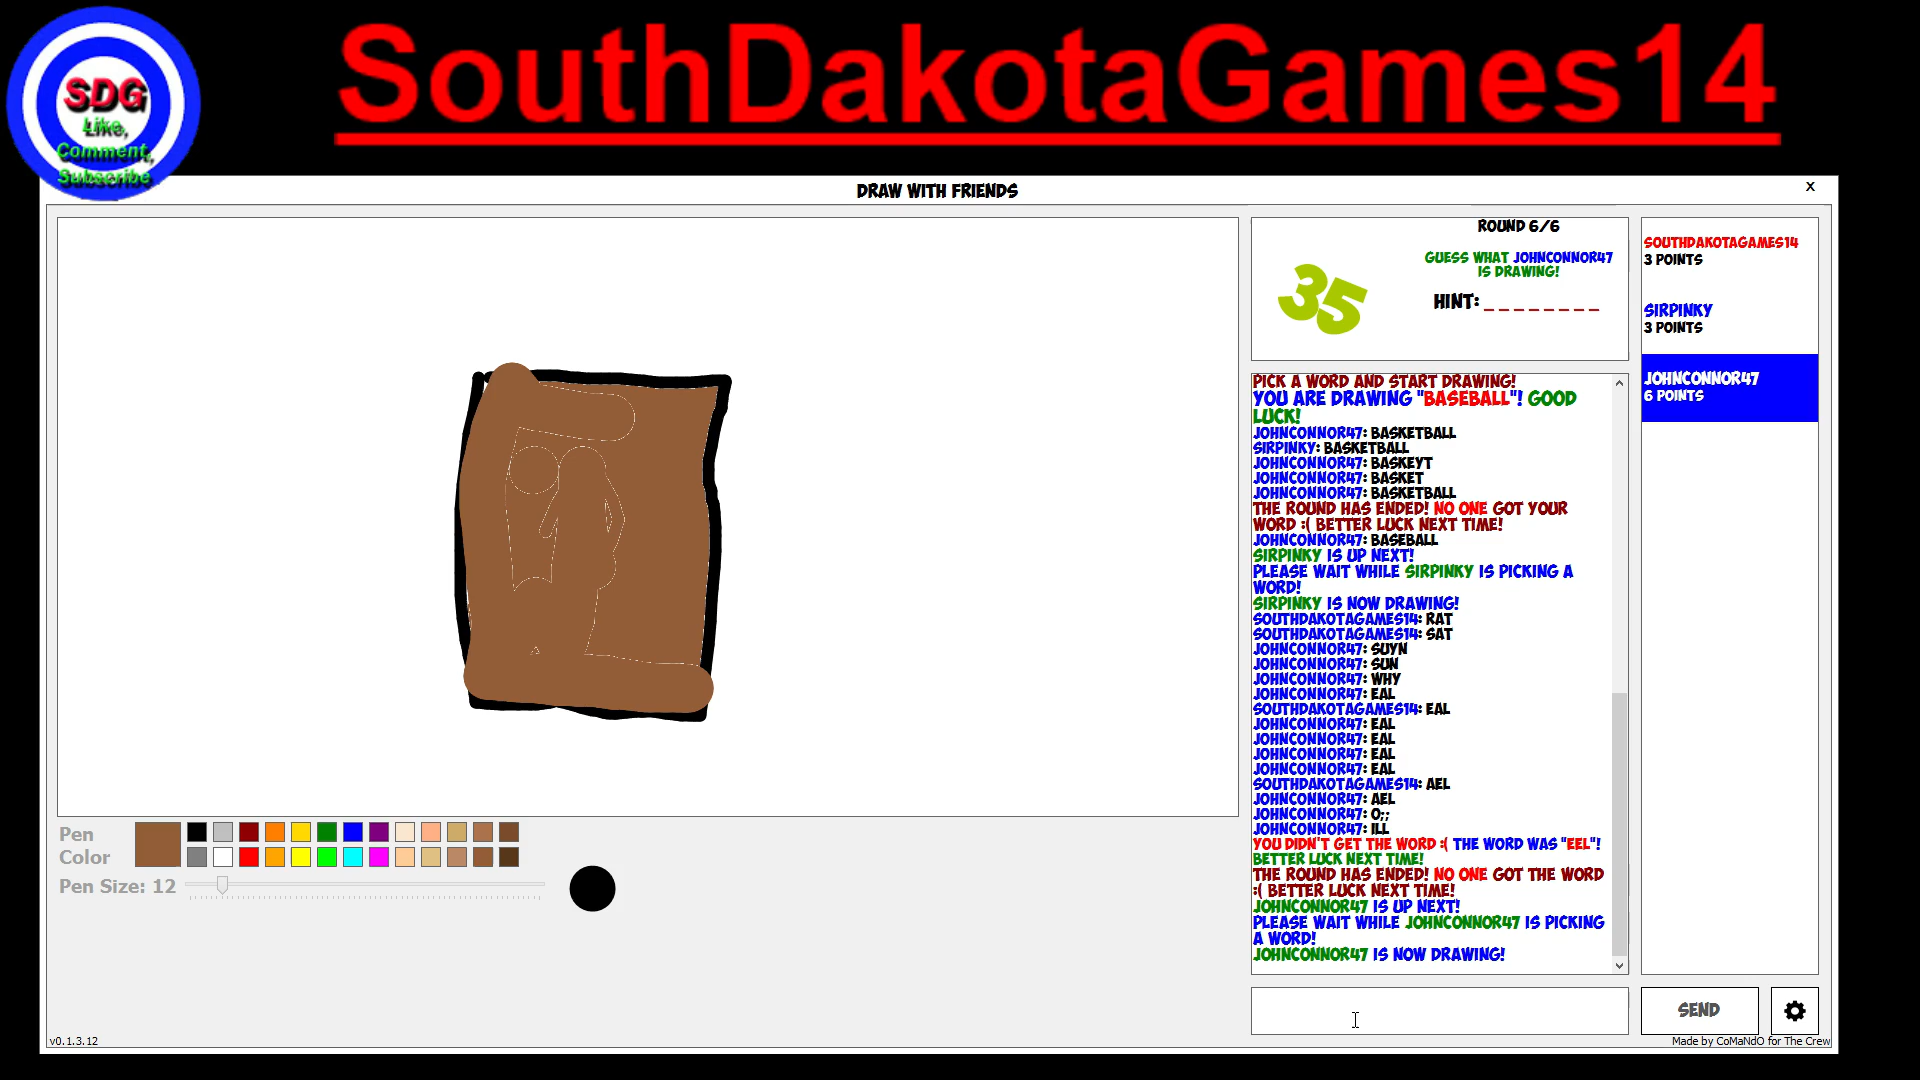 SouthDakotaGames14
SDG
Like,
Comment,
Subscribe
DRAW WITH FRIENDS
X
ROUND 6/6
GUESS WHAT JOHNCONNOR47
IS DRAWING!
35
HINT: _ _ _ _ _ _ _ _
SOUTHDAKOTAGAMES14
3 POINTS
SIRPINKY
3 POINTS
JOHNCONNOR47
6 POINTS
PICK A WORD AND START DRAWING!
YOU ARE DRAWING "BASEBALL"! GOOD
LUCK!
JOHNCONNOR47: BASKETBALL
SIRPINKY: BASKETBALL
JOHNCONNOR47: BASKEYT
JOHNCONNOR47: BASKET
JOHNCONNOR47: BASKETBALL
THE ROUND HAS ENDED! NO ONE GOT YOUR
WORD :( BETTER LUCK NEXT TIME!
JOHNCONNOR47: BASEBALL
SIRPINKY IS UP NEXT!
PLEASE WAIT WHILE SIRPINKY IS PICKING A
WORD!
SIRPINKY IS NOW DRAWING!
SOUTHDAKOTAGAMES14: RAT
SOUTHDAKOTAGAMES14: SAT
JOHNCONNOR47: SUYN
JOHNCONNOR47: SUN
JOHNCONNOR47: WHY
JOHNCONNOR47: EAL
SOUTHDAKOTAGAMES14: EAL
JOHNCONNOR47: EAL
JOHNCONNOR47: EAL
JOHNCONNOR47: EAL
JOHNCONNOR47: EAL
SOUTHDAKOTAGAMES14: AEL
JOHNCONNOR47: AEL
JOHNCONNOR47: O;;
JOHNCONNOR47: ILL
YOU DIDN'T GET THE WORD :( THE WORD WAS "EEL"!
BETTER LUCK NEXT TIME!
THE ROUND HAS ENDED! NO ONE GOT THE WORD
:( BETTER LUCK NEXT TIME!
JOHNCONNOR47 IS UP NEXT!
PLEASE WAIT WHILE JOHNCONNOR47 IS PICKING
A WORD!
JOHNCONNOR47 IS NOW DRAWING!
Pen
Color
Pen Size: 12
SEND
v0.1.3.12
Made by CoMaNdO for The Crew